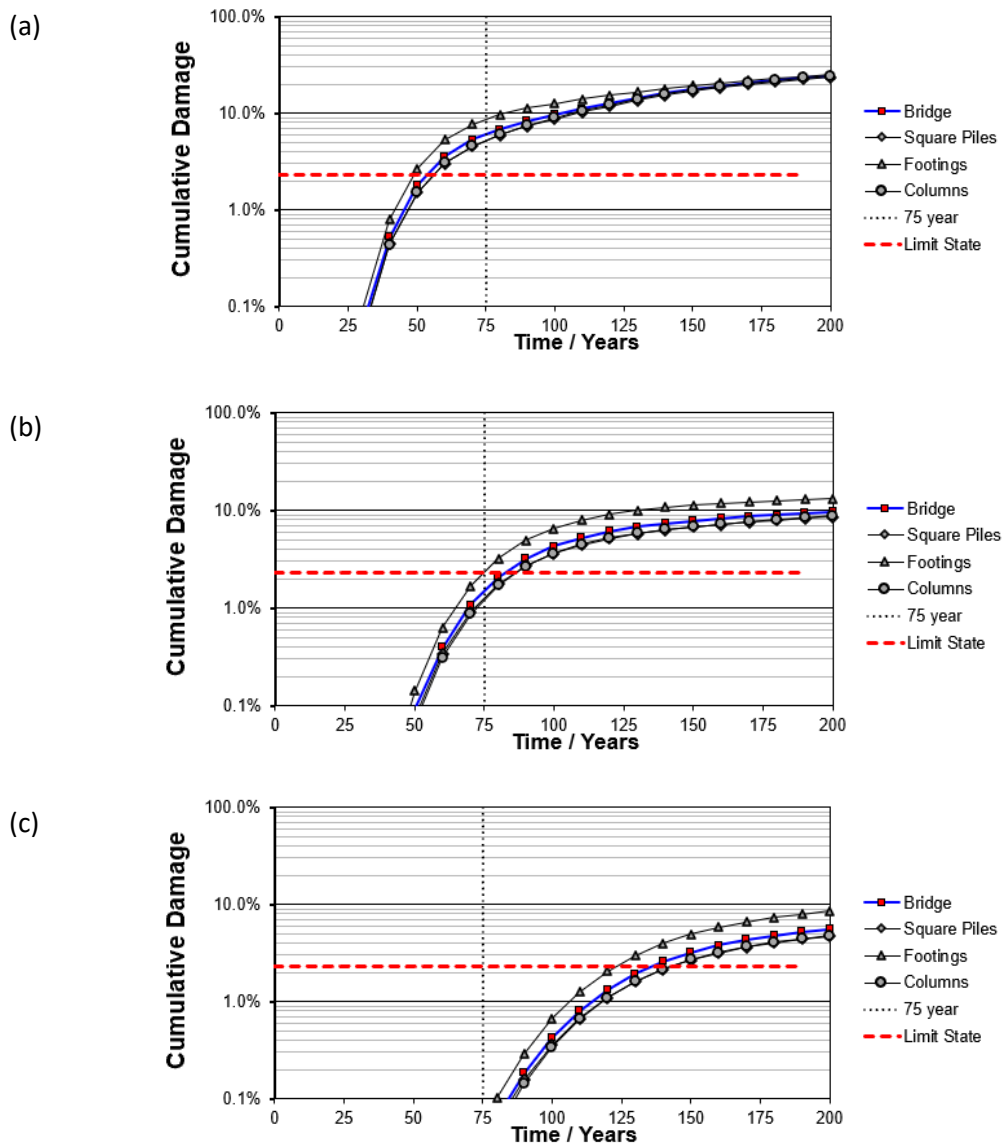 (a)
Cumulative Damage
100.0%
10.0%
1.0%
0.1%
0 25 50 75 100 125 150 175 200
Time / Years
Bridge
Square Piles
Footings
Columns
75 year
Limit State
(b)
Cumulative Damage
100.0%
10.0%
1.0%
0.1%
0 25 50 75 100 125 150 175 200
Time / Years
Bridge
Square Piles
Footings
Columns
75 year
Limit State
(c)
Cumulative Damage
100.0%
10.0%
1.0%
0.1%
0 25 50 75 100 125 150 175 200
Time / Years
Bridge
Square Piles
Footings
Columns
75 year
Limit State